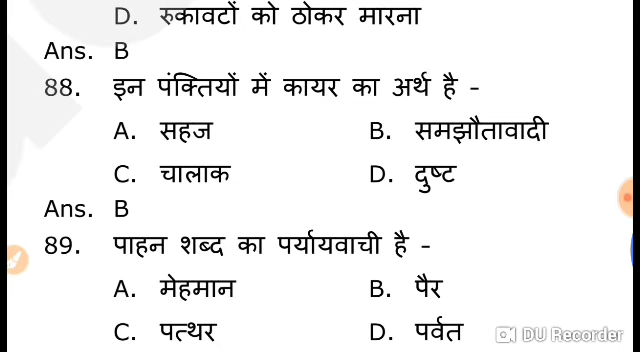 D. रुकावटों को ठोकर मारना
Ans. B
88. इन पंक्तियों में कायर का अर्थ है -
A. सहज B. समझौतावादी
C. चालाक D. दुष्ट
Ans. B
89. पाहन शब्द का पर्यायवाची है -
A. मेहमान B. पैर
C. पत्थर D. पर्वत
DU Recorder